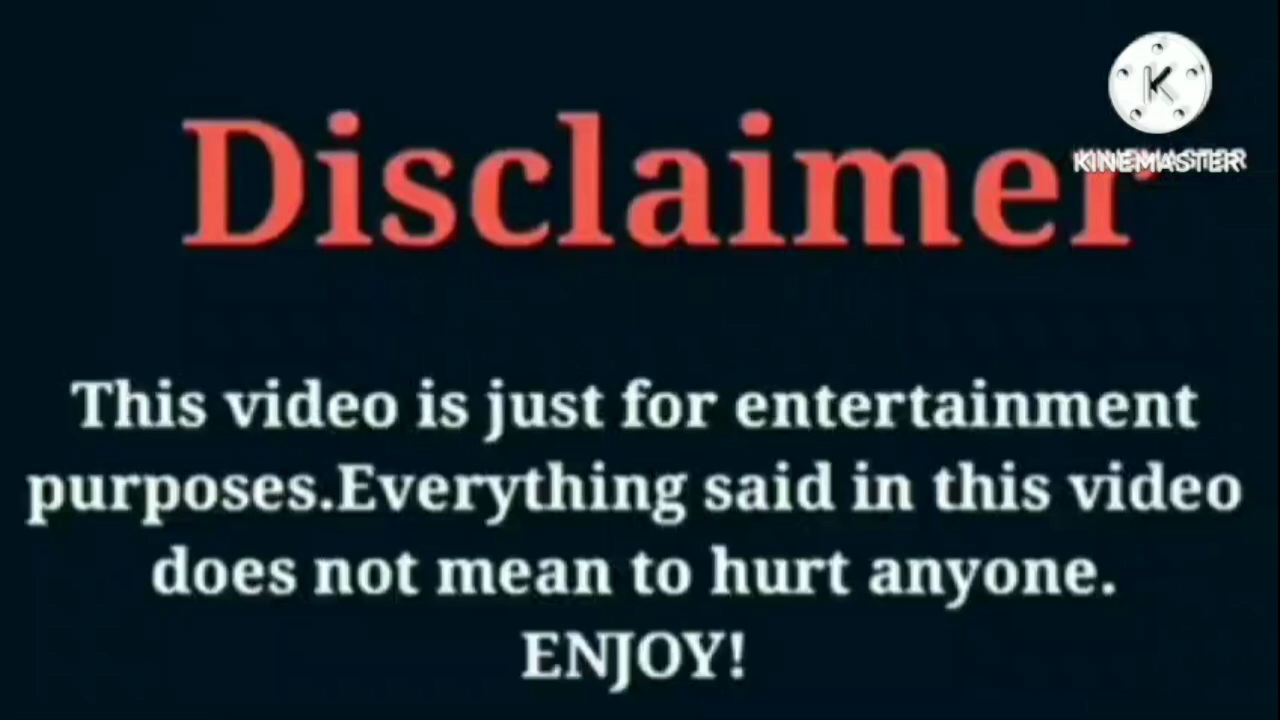 K
KINEMASTER
Disclaimer
This video is just for entertainment
purposes.Everything said in this video
does not mean to hurt anyone.
ENJOY!